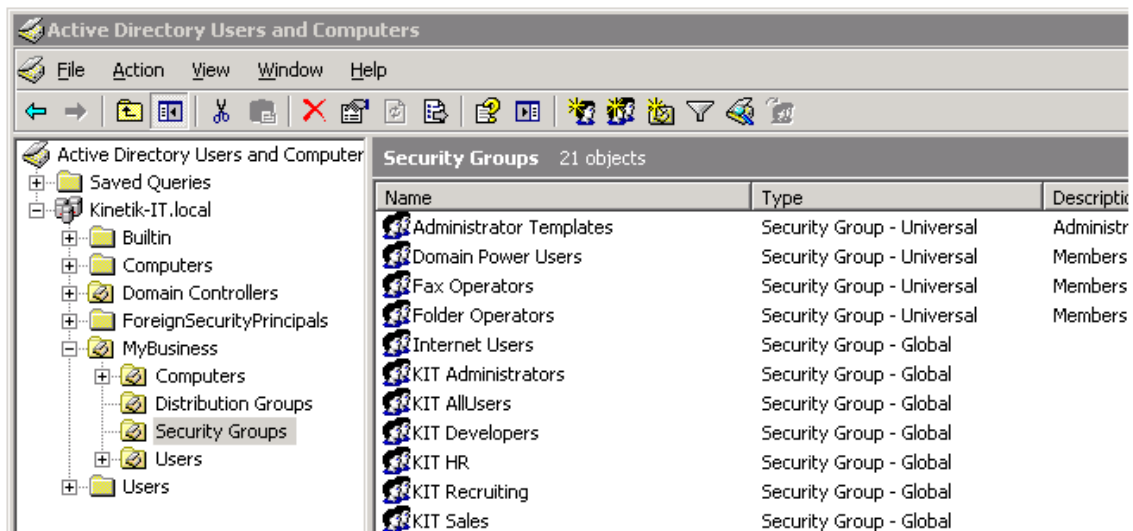 Active Directory Users and Computers
File Action View Window Help
Active Directory Users and Computer
Saved Queries
Kinetik-IT.local
Builtin
Computers
Domain Controllers
ForeignSecurityPrincipals
MyBusiness
Computers
Distribution Groups
Security Groups
Users
Users
Security Groups 21 objects
Name Type Descriptio
Administrator Templates Security Group - Universal Administr
Domain Power Users Security Group - Universal Members
Fax Operators Security Group - Universal Members
Folder Operators Security Group - Universal Members
Internet Users Security Group - Global
KIT Administrators Security Group - Global
KIT AllUsers Security Group - Global
KIT Developers Security Group - Global
KIT HR Security Group - Global
KIT Recruiting Security Group - Global
KIT Sales Security Group - Global